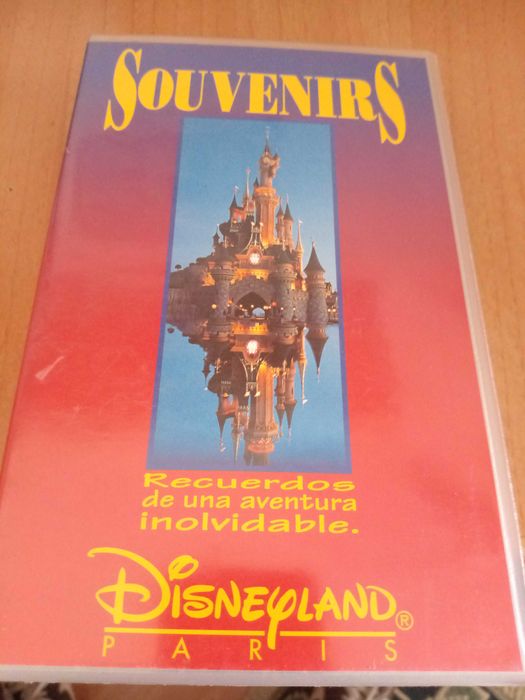 SOUVENIRS
Recuerdos
de una aventura
inolvidable.
DISNEYLAND®
PARIS